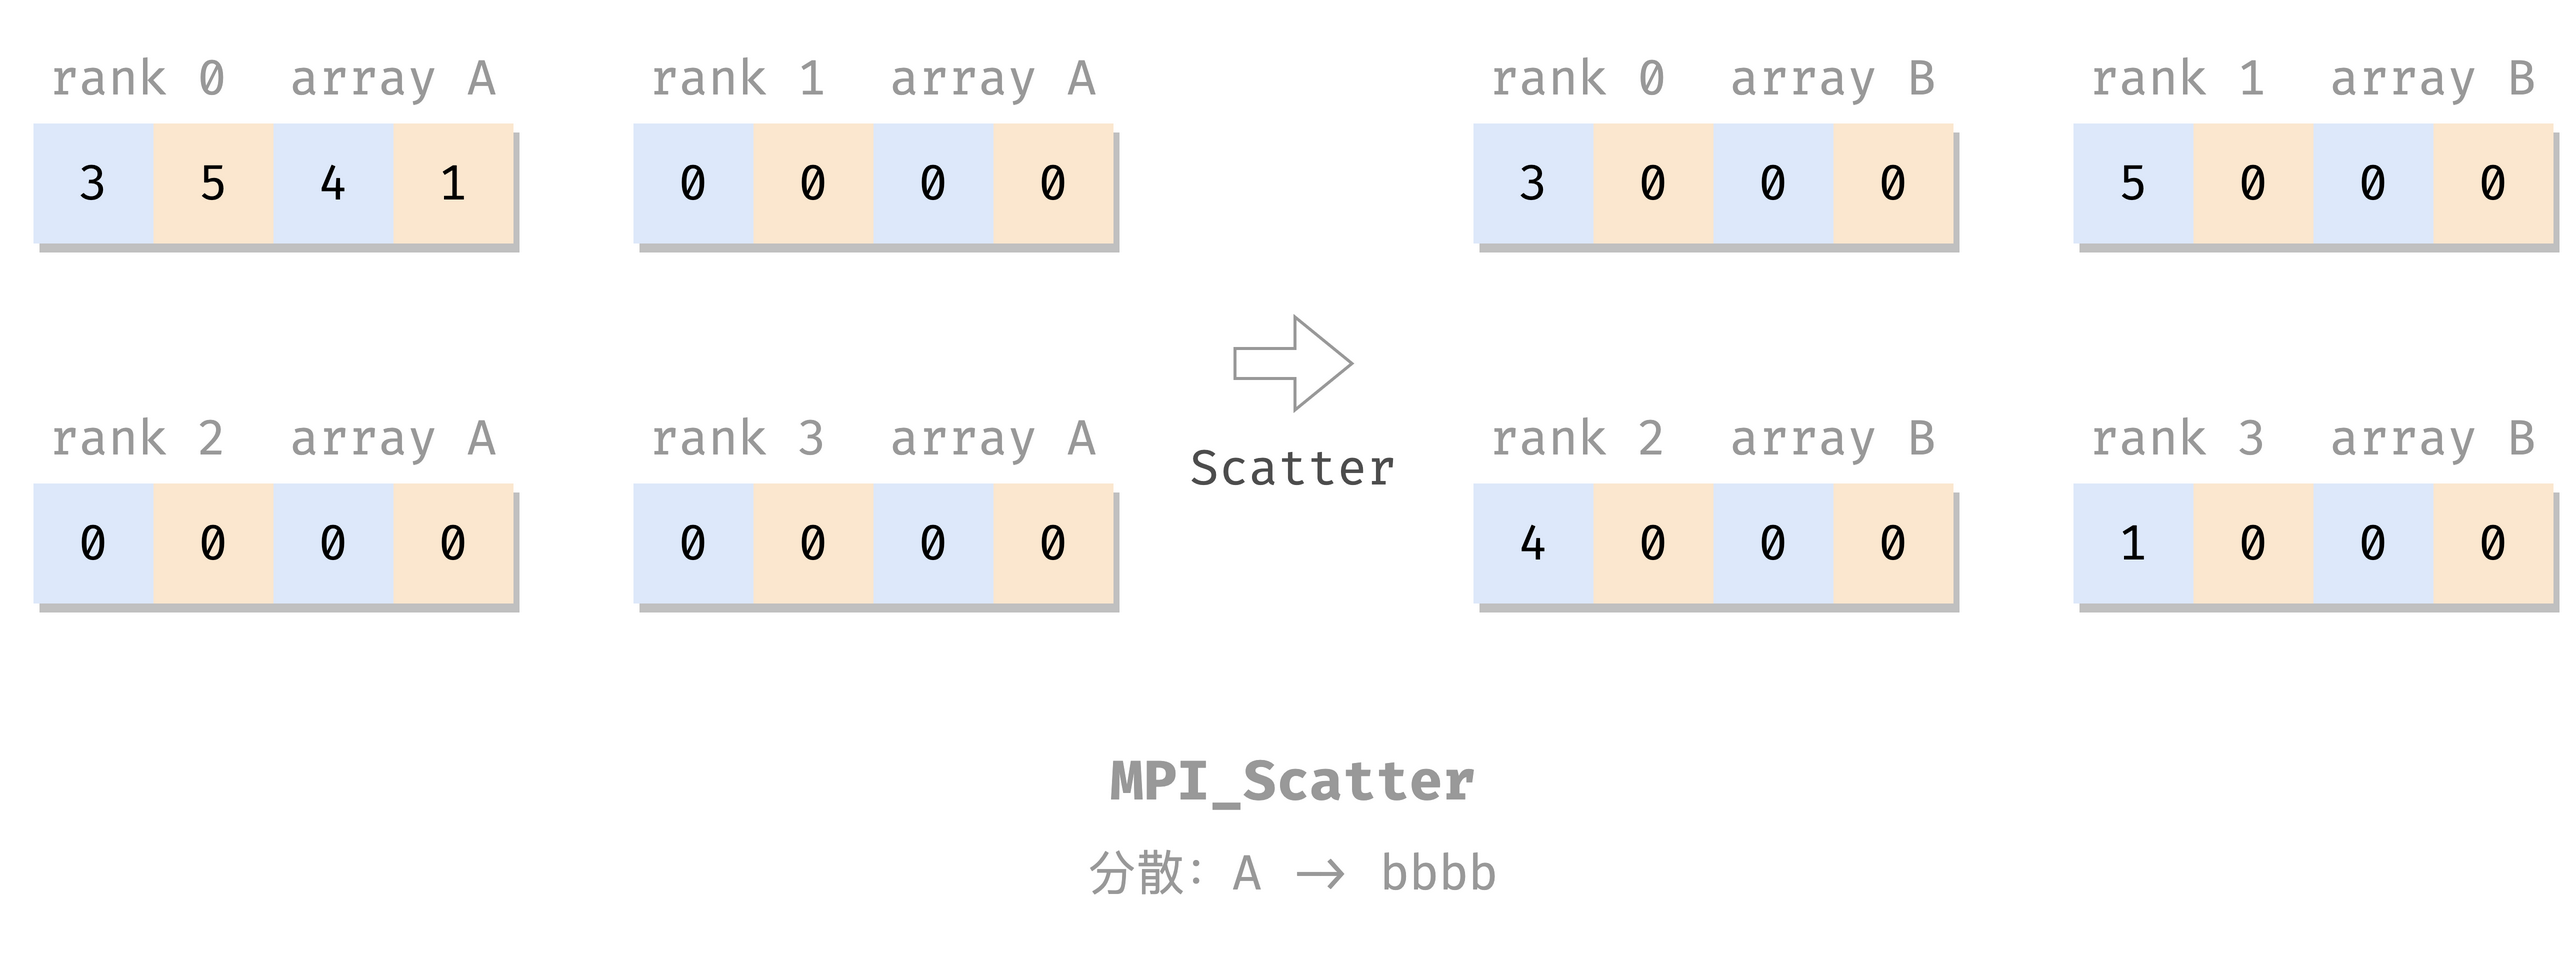 rank 0 array A
3 5 4 1
rank 1 array A
0 0 0 0
rank 2 array A
0 0 0 0
rank 3 array A
0 0 0 0
Scatter
rank 0 array B
3 0 0 0
rank 1 array B
5 0 0 0
rank 2 array B
4 0 0 0
rank 3 array B
1 0 0 0
MPI_Scatter
分散: A → bbbb